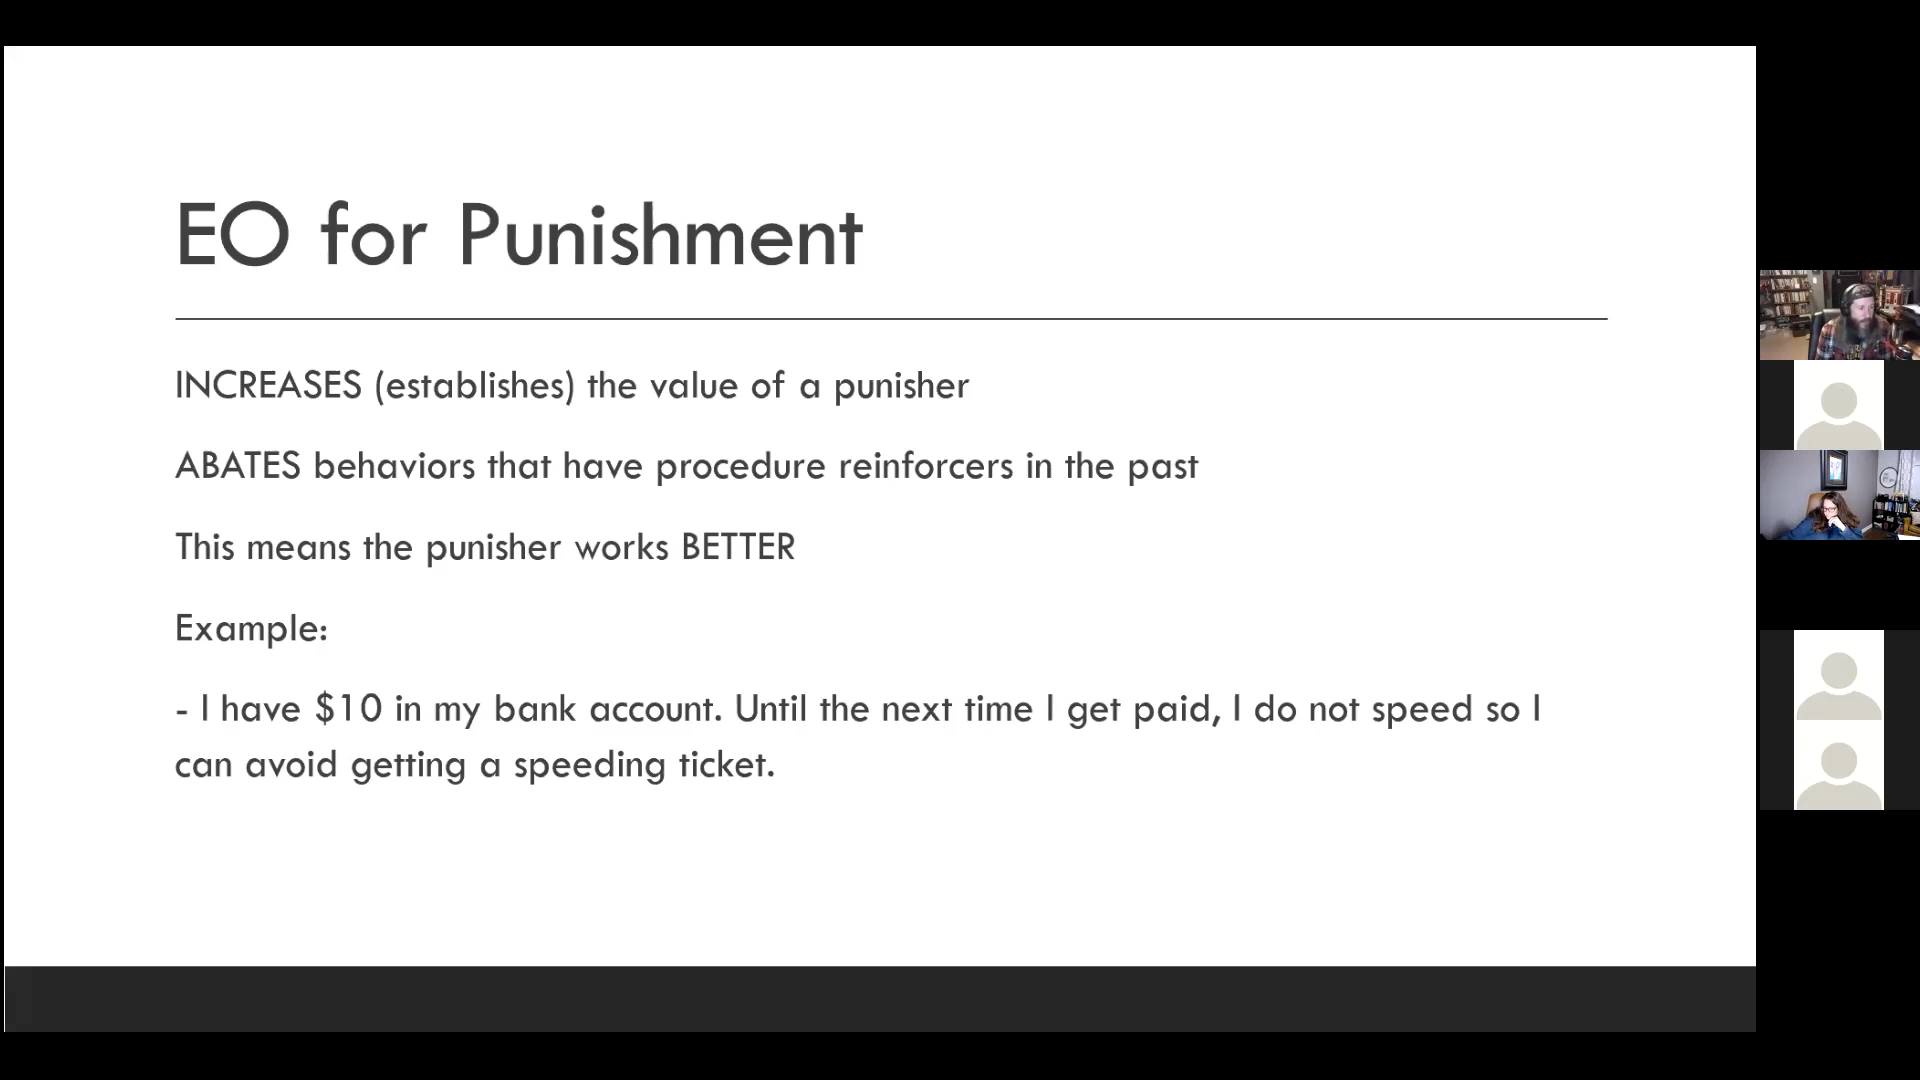 EO for Punishment
INCREASES (establishes) the value of a punisher
ABATES behaviors that have procedure reinforcers in the past
This means the punisher works BETTER
Example:
- I have $10 in my bank account. Until the next time I get paid, I do not speed so I
can avoid getting a speeding ticket.